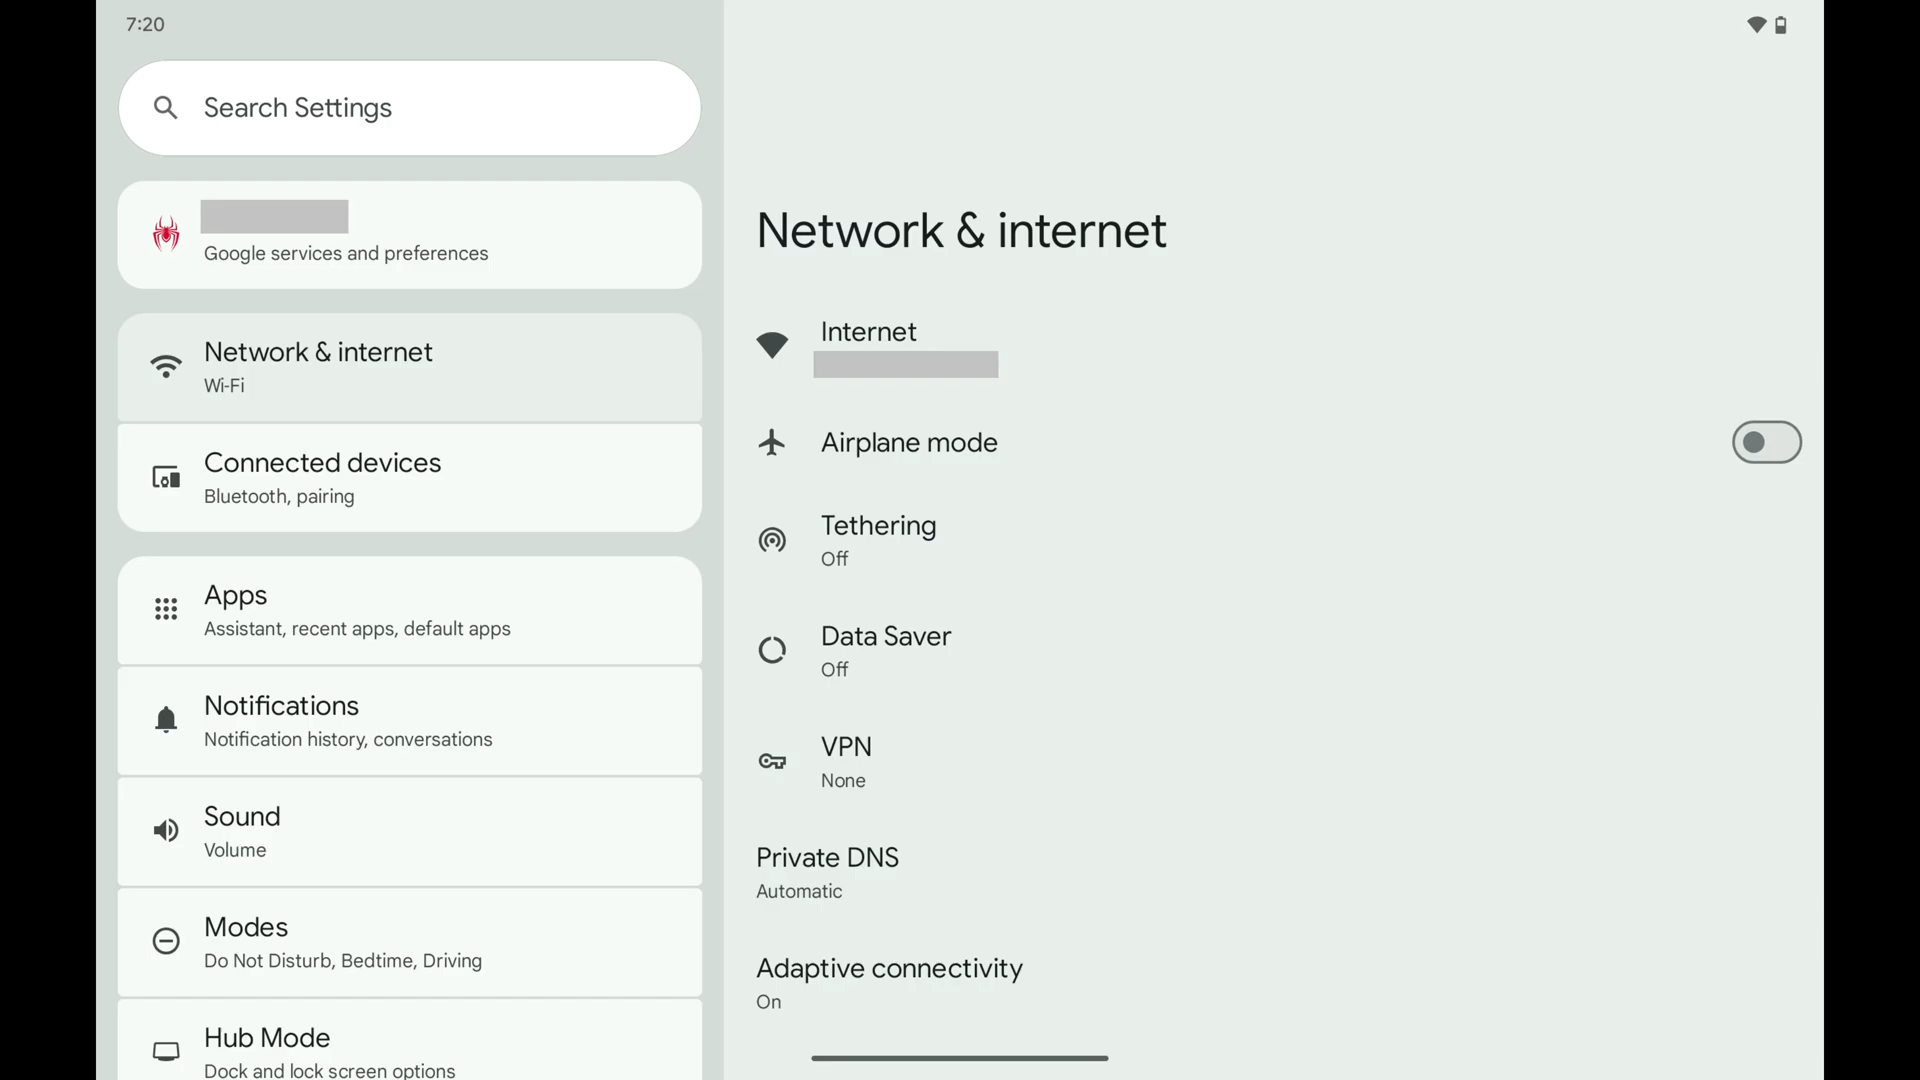 7:20
Search Settings
Google services and preferences
Network & internet
Wi-Fi
Connected devices
Bluetooth, pairing
Apps
Assistant, recent apps, default apps
Notifications
Notification history, conversations
Sound
Volume
Modes
Do Not Disturb, Bedtime, Driving
Hub Mode
Dock and lock screen options
Network & internet
Internet
Airplane mode
Tethering
Off
Data Saver
Off
VPN
None
Private DNS
Automatic
Adaptive connectivity
On